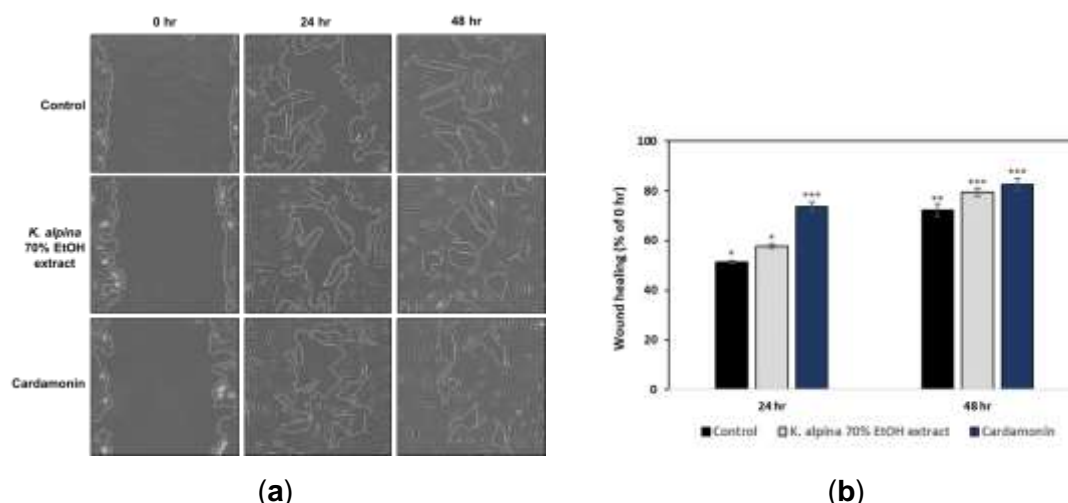 0 hr 24 hr 48 hr
Control
K. alpina
70% EtOH
extract
Cardamonin
(a)
100
80
60
40
20
0
Wound healing (% of 0 hr)
* * ***
** *** ***
24 hr 48 hr
Control K. alpina 70% EtOH extract Cardamonin
(b)